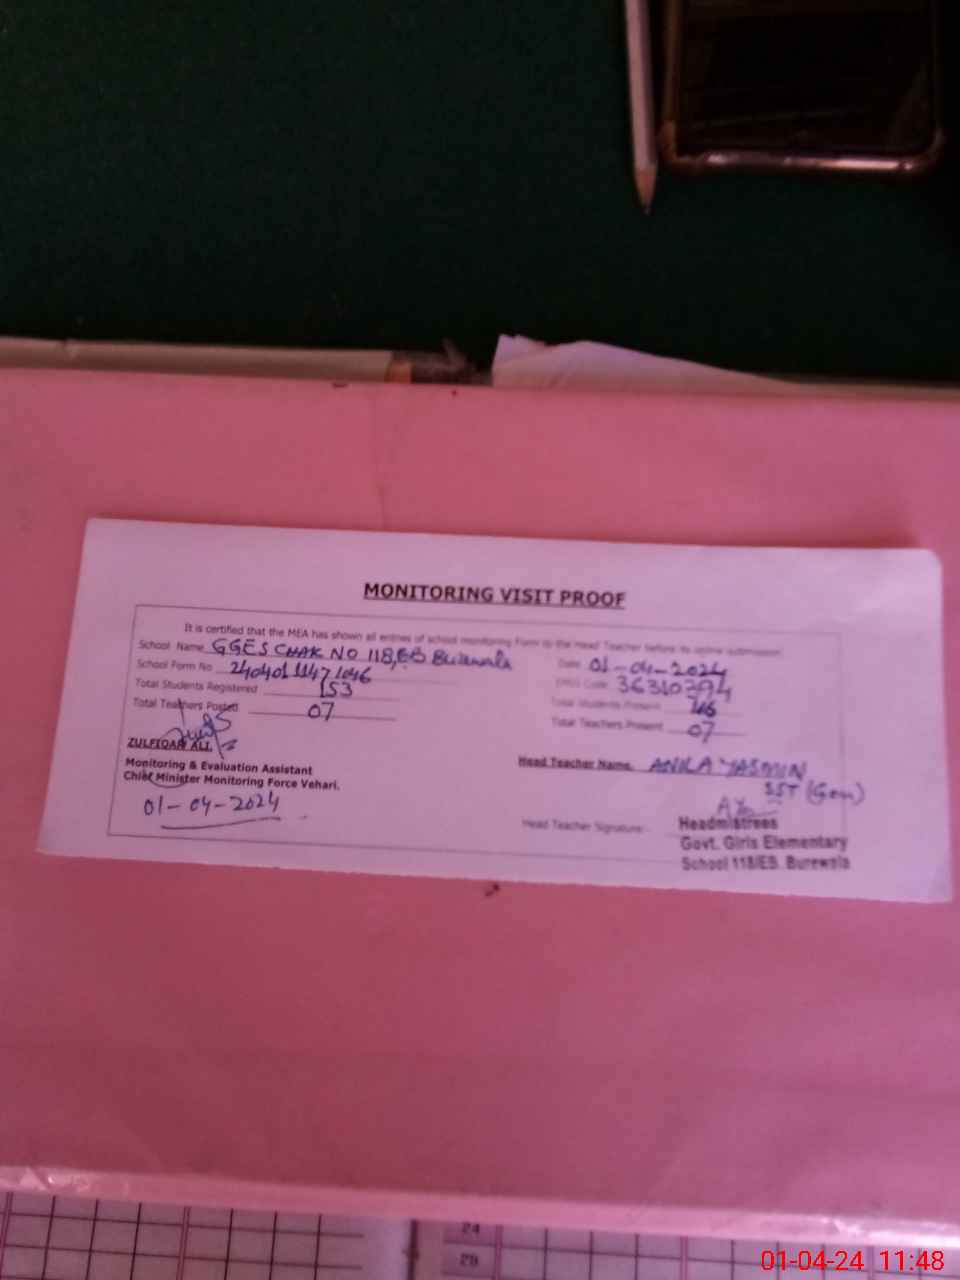 MONITORING VISIT PROOF
It is certified that the MEA has shown all entries of school monitoring Form to the Head Teacher before its online submission
School Name GGES CHAK NO 118/EB Burewala
Date 01-04-2024
School Form No
EMIS Code 36310394
Total Students Registered 153
Total Students Present
Total Teachers Posted 07
Total Teachers Present 07
ZULFIQAR ALI
Monitoring & Evaluation Assistant
Chief Minister Monitoring Force Vehari.
01-04-2024
Head Teacher Name. ANILA YASMIN
SST (Gen)
Head Teacher Signature
Headmistrees
Govt. Girls Elementary
School 118/EB. Burewala
24
29
01-04-24 11:48